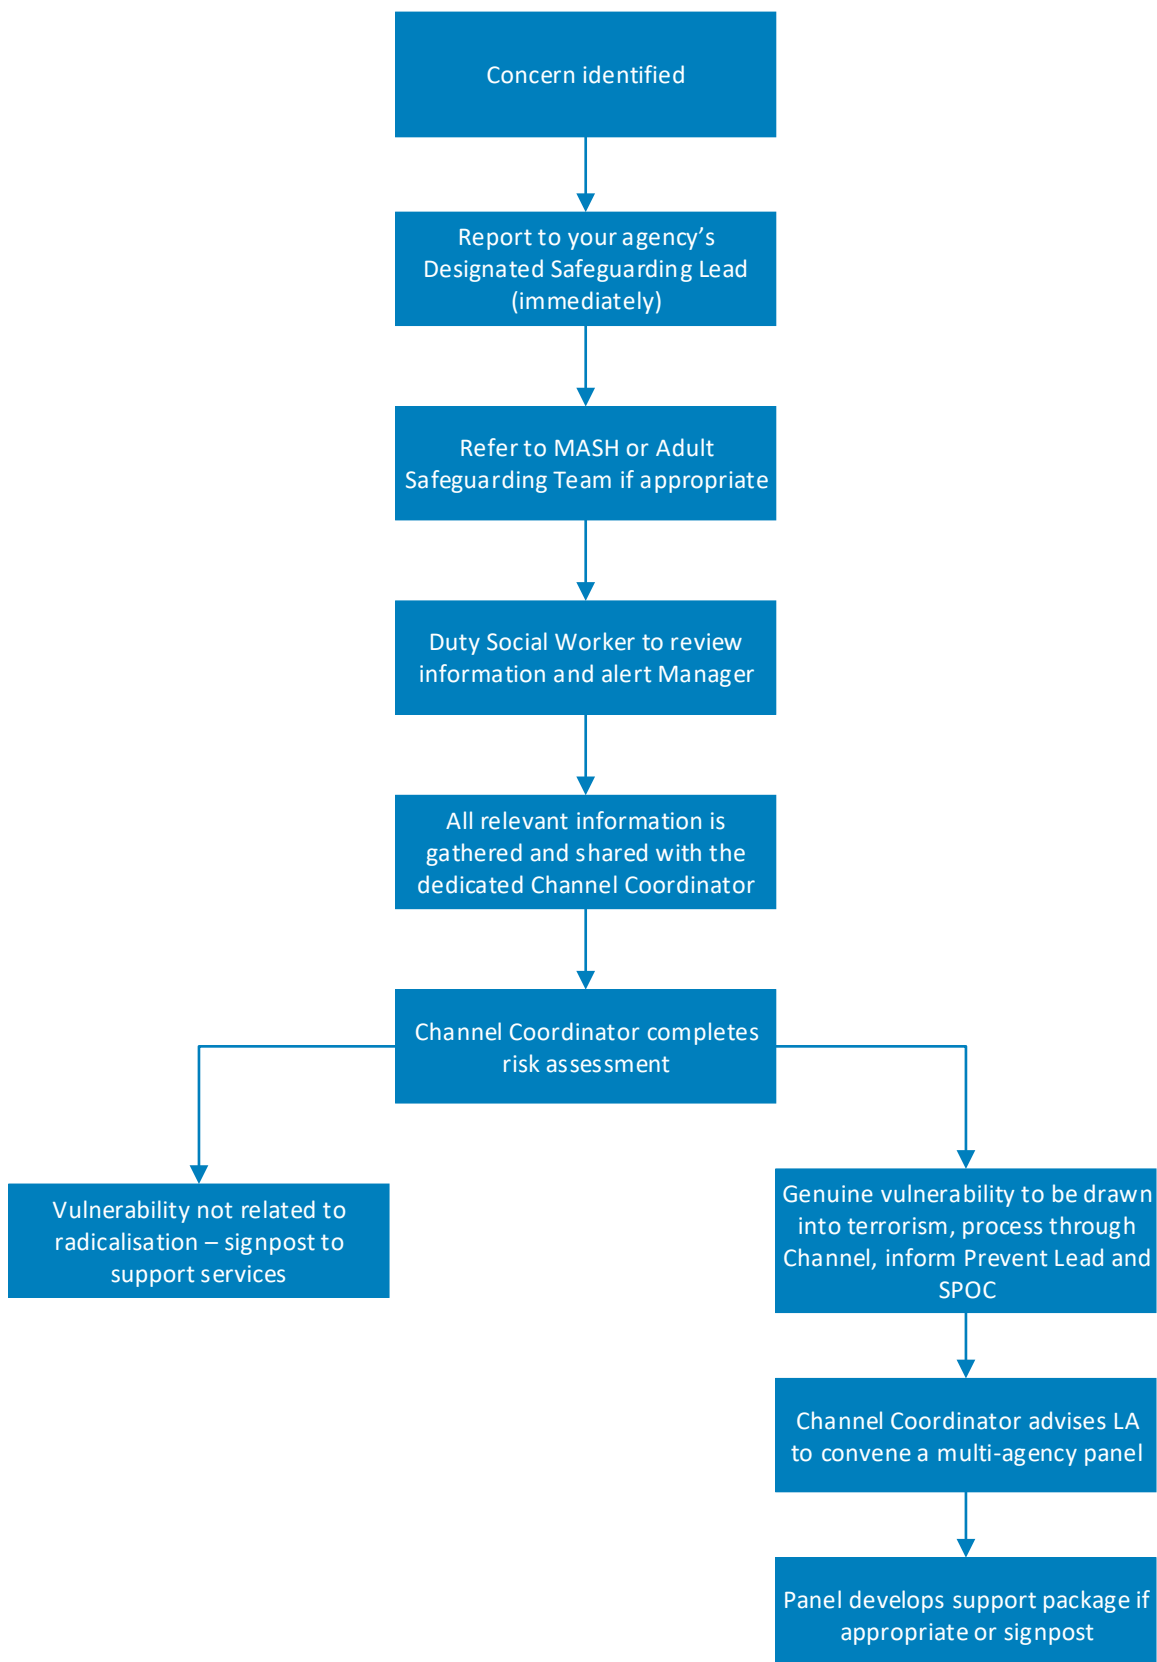 Concern identified
Report to your agency’s
Designated Safeguarding Lead
(immediately)
Refer to MASH or Adult
Safeguarding Team if appropriate
Duty Social Worker to review
information and alert Manager
All relevant information is
gathered and shared with the
dedicated Channel Coordinator
Channel Coordinator completes
risk assessment
Vulnerability not related to
radicalisation – signpost to
support services
Genuine vulnerability to be drawn
into terrorism, process through
Channel, inform Prevent Lead and
SPOC
Channel Coordinator advises LA
to convene a multi-agency panel
Panel develops support package if
appropriate or signpost